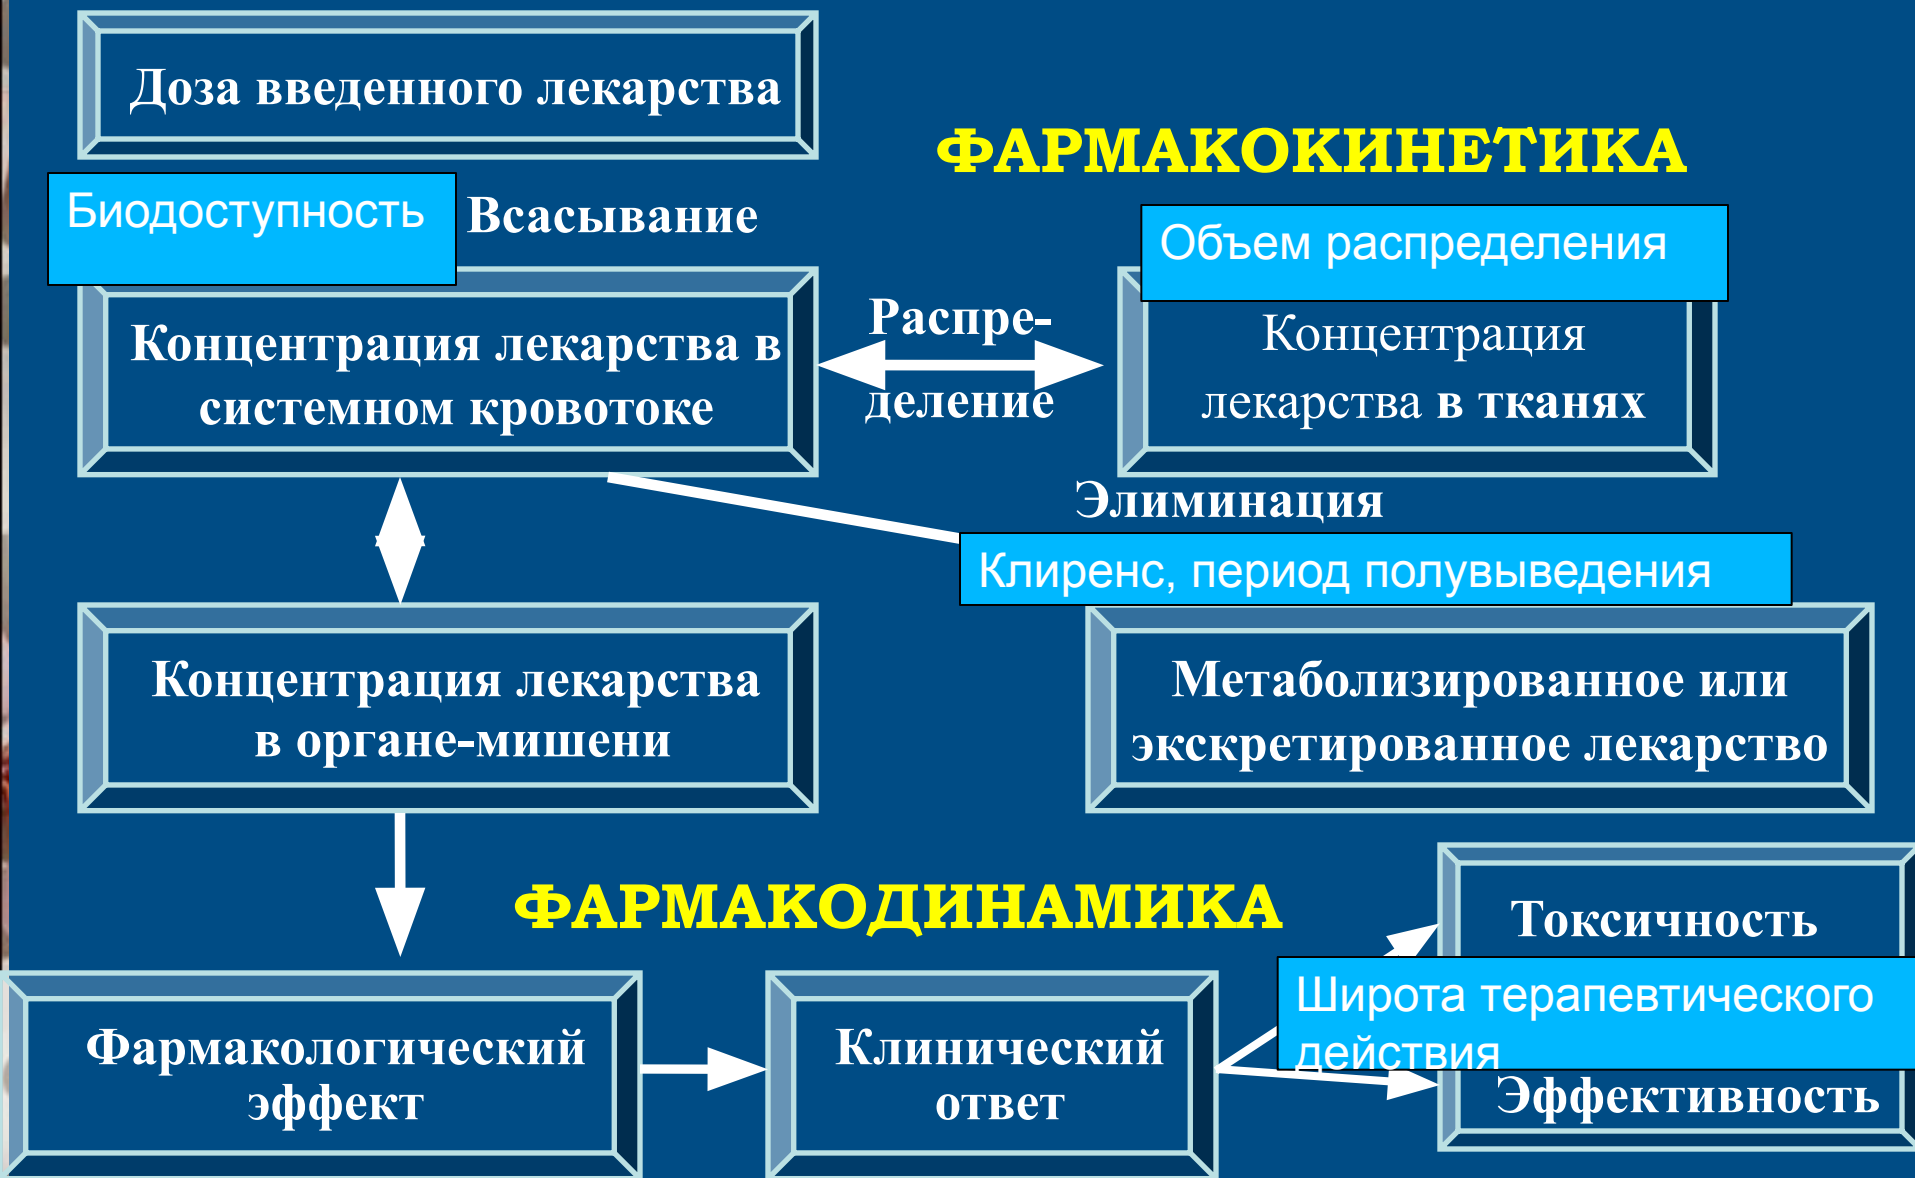 Доза введенного лекарства
ФАРМАКОКИНЕТИКА
Биодоступность
Всасывание
Объем распределения
Концентрация лекарства в
системном кровотоке
Распре-
деление
Концентрация
лекарства в тканях
Элиминация
Клиренс, период полувыведения
Концентрация лекарства
в органе-мишени
Метаболизированное или
экскретированное лекарство
ФАРМАКОДИНАМИКА
Токсичность
Широта терапевтического
действия
Эффективность
Фармакологический
эффект
Клинический
ответ